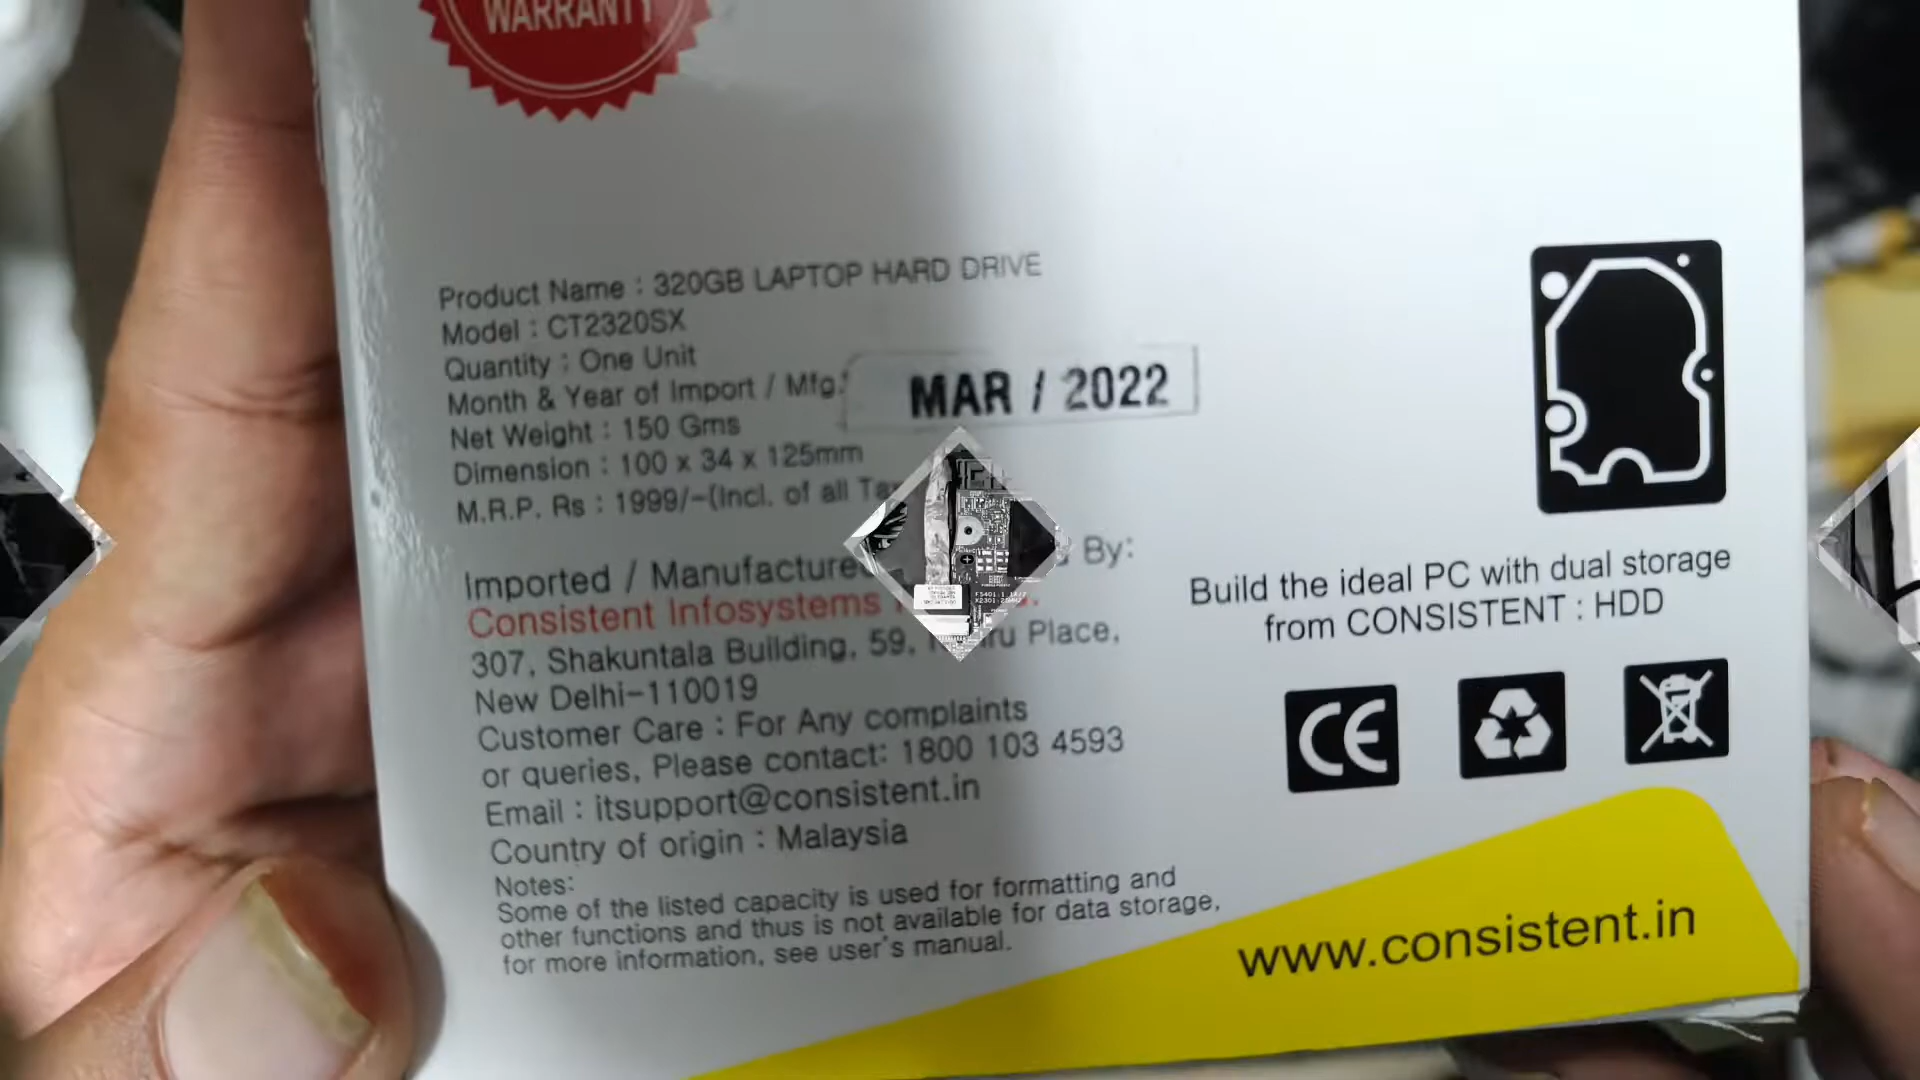 WARRANTY
Product Name : 320GB LAPTOP HARD DRIVE
Model : CT2320SX
Quantity : One Unit
Month & Year of Import / Mfg.: MAR / 2022
Net Weight : 150 Gms
Dimension : 100 x 34 x 125mm
M.R.P. Rs : 1999/-(Incl. of all
Imported / By:
Consistent Infosystems
307, Shakuntala Building, 59, Place,
New Delhi-110019
Customer Care : For Any complaints
or queries, Please contact: 1800 103 4593
Email : itsupport@consistent.in
Country of origin : Malaysia
Notes:
Some of the listed capacity is used for formatting and
other functions and thus is not available for data storage,
for more information, see user's manual.
Build the ideal PC with dual storage
from CONSISTENT : HDD
CE
www.consistent.in